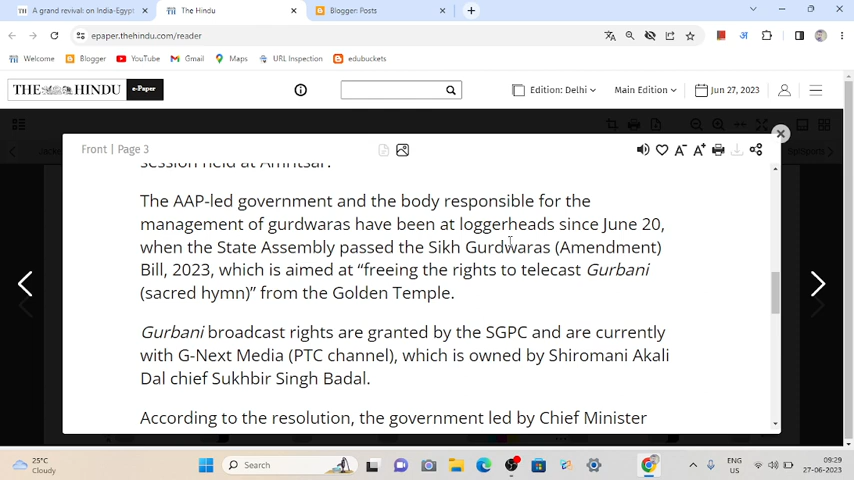 A grand revival: on India-Egypt
The Hindu
Blogger: Posts
epaper.thehindu.com/reader
Welcome
Blogger
YouTube
Gmail
Maps
URL Inspection
edubuckets
THE HINDU
e-Paper
Edition: Delhi
Main Edition
Jun 27, 2023
Front | Page 3
A-
A+
session held at Amritsar.
The AAP-led government and the body responsible for the
management of gurdwaras have been at loggerheads since June 20,
when the State Assembly passed the Sikh Gurdwaras (Amendment)
Bill, 2023, which is aimed at “freeing the rights to telecast Gurbani
(sacred hymn)” from the Golden Temple.
Gurbani broadcast rights are granted by the SGPC and are currently
with G-Next Media (PTC channel), which is owned by Shiromani Akali
Dal chief Sukhbir Singh Badal.
According to the resolution, the government led by Chief Minister
25°C
Cloudy
Search
ENG
US
09:29
27-06-2023